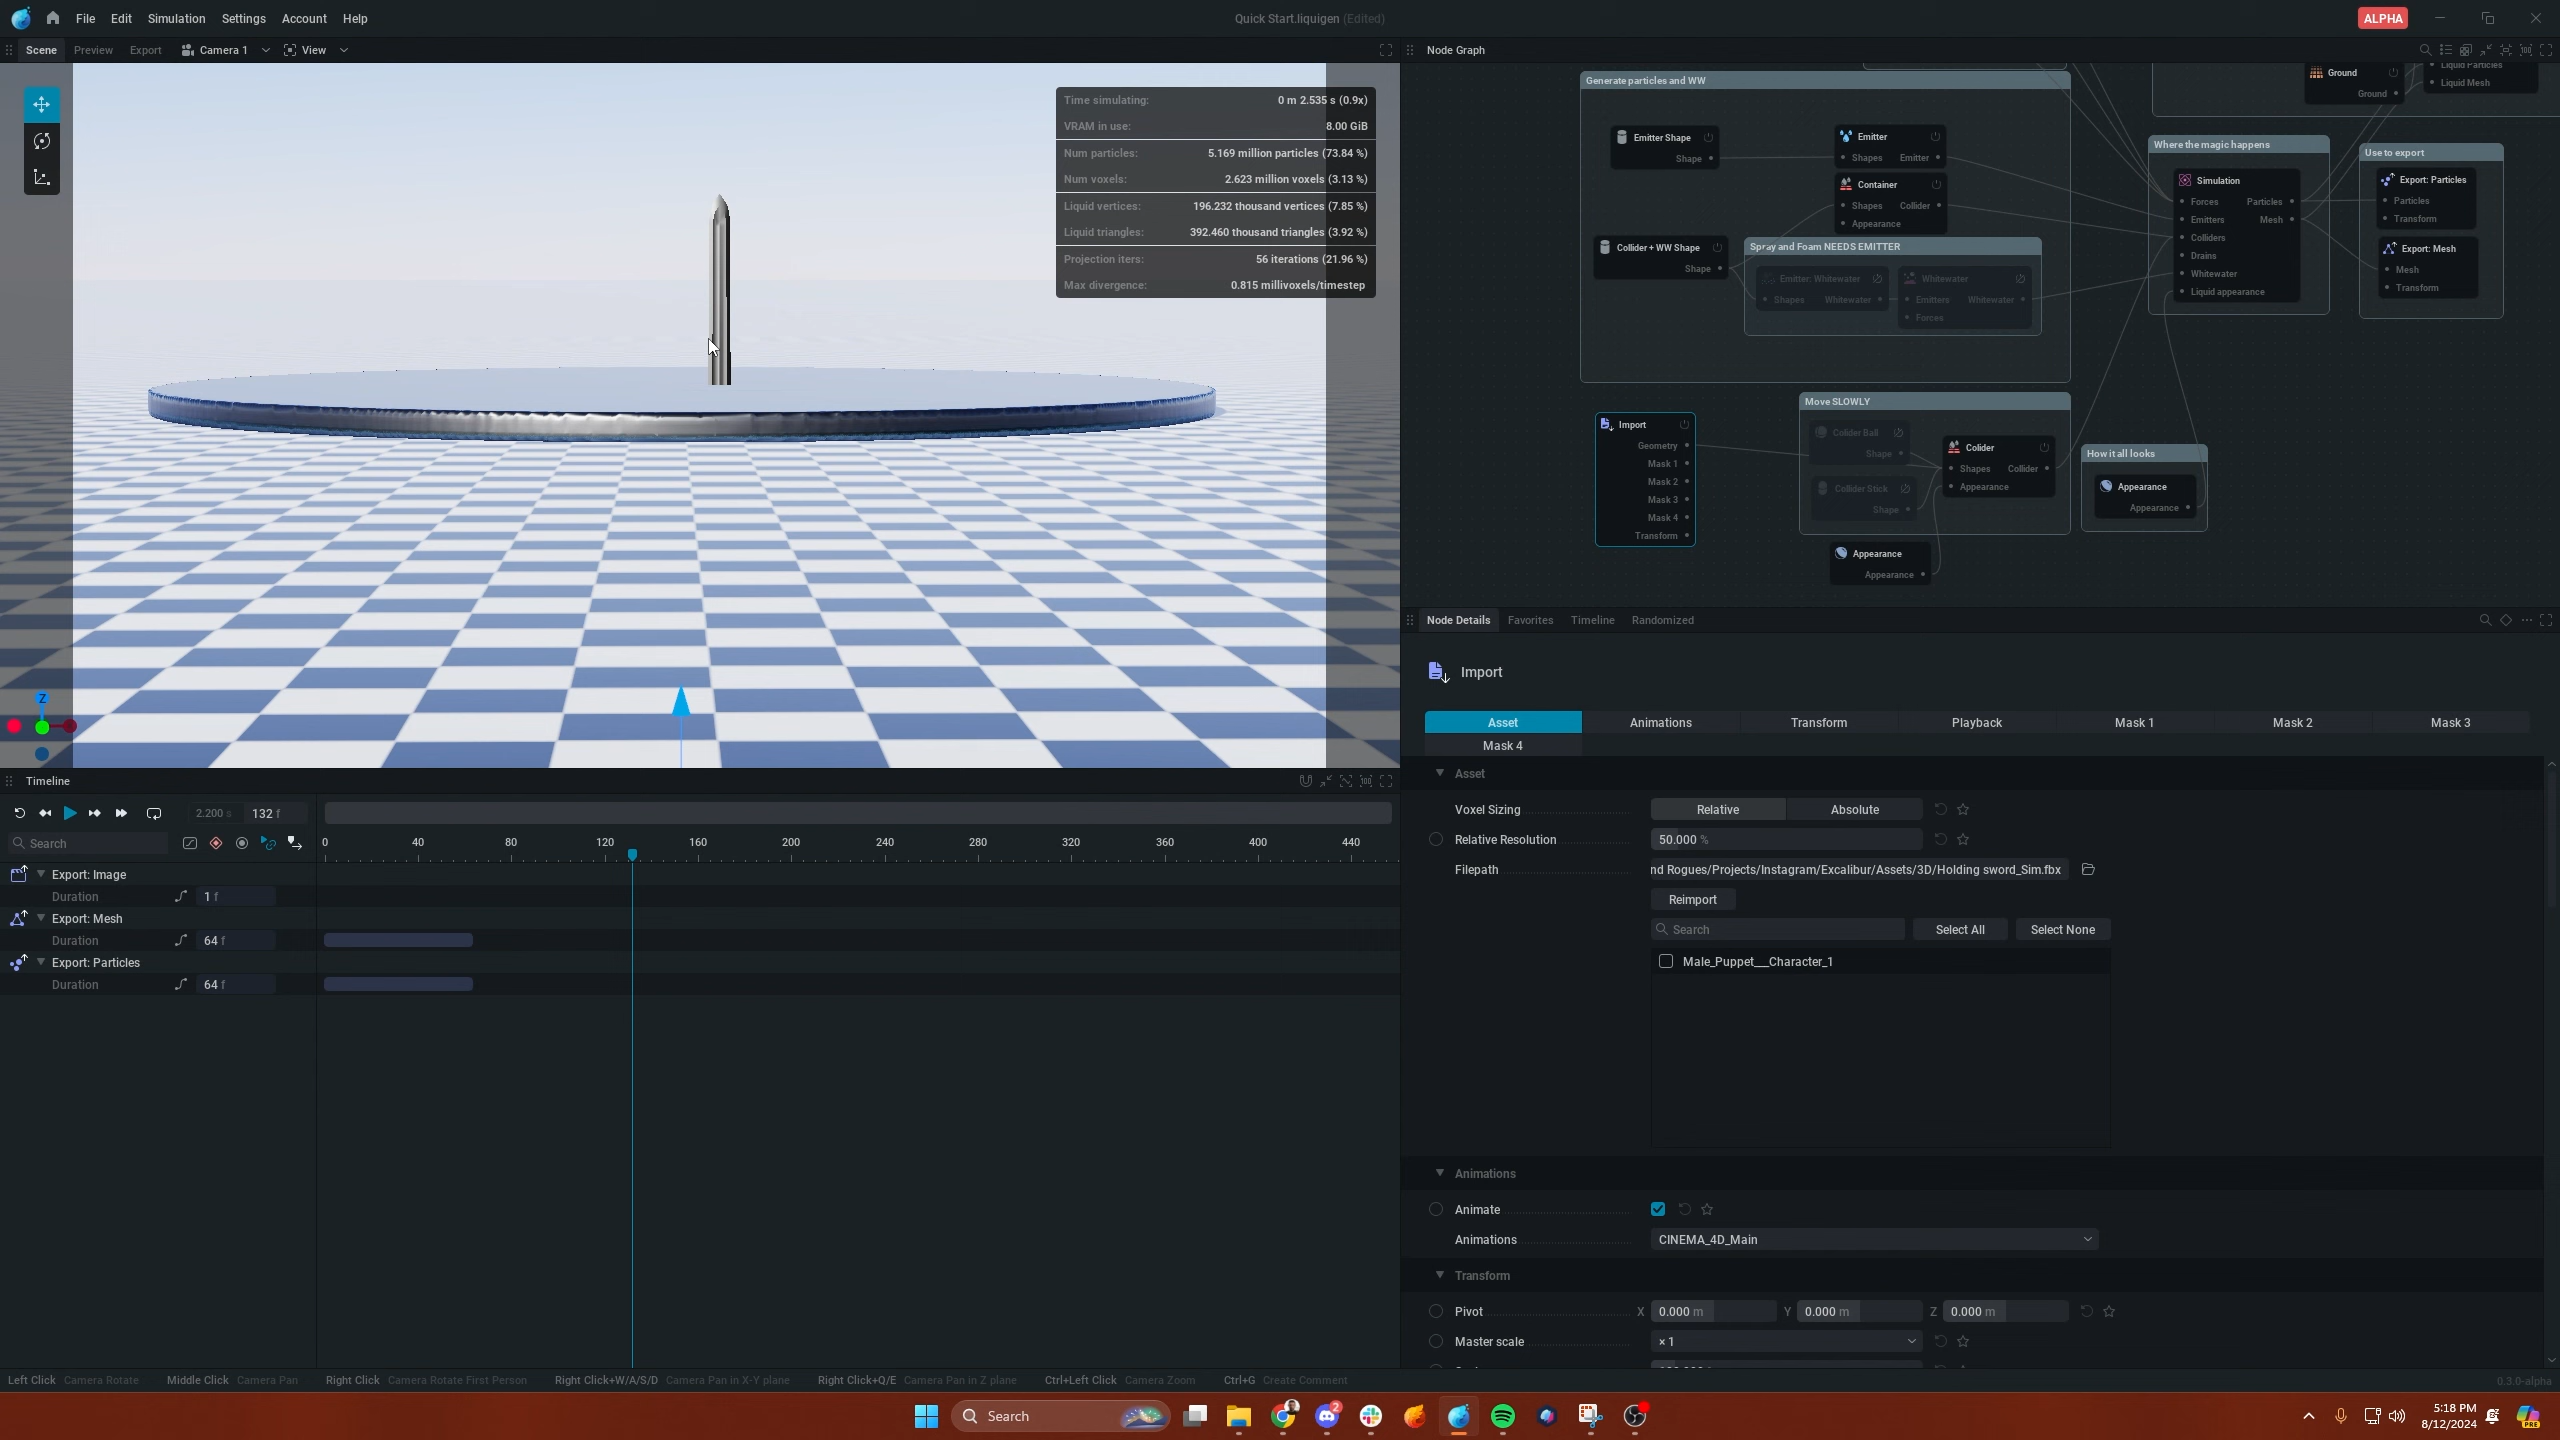 File Edit Simulation Settings Account Help
Quick Start.liquigen (Edited)
ALPHA
Scene Preview Export Camera 1 View
Time simulating: 0 m 2.535 s (0.9x)
VRAM in use: 8.00 GiB
Num particles: 5.169 million particles (73.84 %)
Num voxels: 2.623 million voxels (3.13 %)
Liquid vertices: 196.232 thousand vertices (7.85 %)
Liquid triangles: 392.460 thousand triangles (3.92 %)
Projection iters: 56 iterations (21.96 %)
Max divergence: 0.815 millivoxels/timestep
Z
Node Graph
Generate particles and WW
Emitter Shape
Shape
Emitter
Shapes Emitter
Container
Shapes Collider
Appearance
Collider + WW Shape
Shape
Spray and Foam NEEDS EMITTER
Emitter: Whitewater
Shapes Whitewater
Whitewater
Emitters Whitewater
Forces
Ground
Ground
Liquid Particles
Liquid Mesh
Where the magic happens
Simulation
Forces Particles
Emitters Mesh
Colliders
Drains
Whitewater
Liquid appearance
Use to export
Export: Particles
Particles
Transform
Export: Mesh
Mesh
Transform
Import
Geometry
Mask 1
Mask 2
Mask 3
Mask 4
Transform
Move SLOWLY
Collider Ball
Shape
Collider Stick
Shape
Colider
Shapes Collider
Appearance
Appearance
Appearance
How it all looks
Appearance
Appearance
Node Details Favorites Timeline Randomized
Import
Asset Animations Transform Playback Mask 1 Mask 2 Mask 3
Mask 4
Asset
Voxel Sizing Relative Absolute
Relative Resolution 50.000 %
Filepath nd Rogues/Projects/Instagram/Excalibur/Assets/3D/Holding sword_Sim.fbx
Reimport
Search Select All Select None
Male_Puppet___Character_1
Animations
Animate
Animations CINEMA_4D_Main
Transform
Pivot X 0.000 m Y 0.000 m Z 0.000 m
Master scale × 1
Timeline
2.200 s 132 f
Search
0 40 80 120 160 200 240 280 320 360 400 440
Export: Image
Duration 1 f
Export: Mesh
Duration 64 f
Export: Particles
Duration 64 f
Left Click Camera Rotate Middle Click Camera Pan Right Click Camera Rotate First Person Right Click+W/A/S/D Camera Pan in X-Y plane Right Click+Q/E Camera Pan in Z plane Ctrl+Left Click Camera Zoom Ctrl+G Create Comment
0.3.0-alpha
Search
2
5:18 PM
8/12/2024
PRE